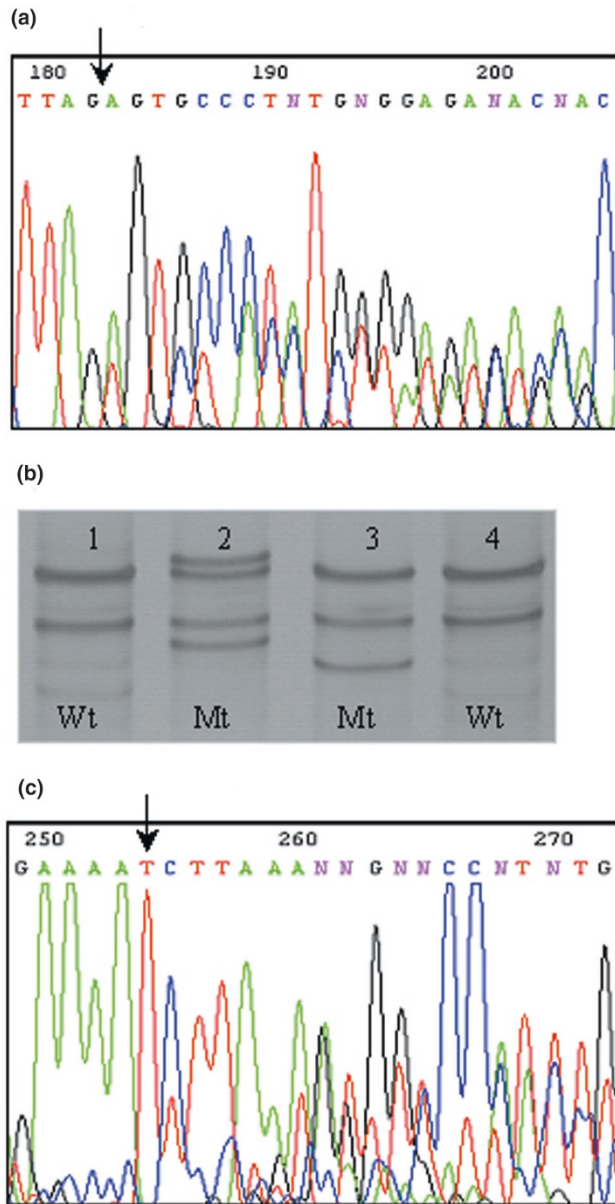 (a)
180 190 200
T T A G A G T G C C C T N T G N G G A G A N A C N A C
(b)
1 2 3 4
Wt Mt Mt Wt
(c)
250 260 270
G A A A A T C T T A A A N N G N N C C N T N T G